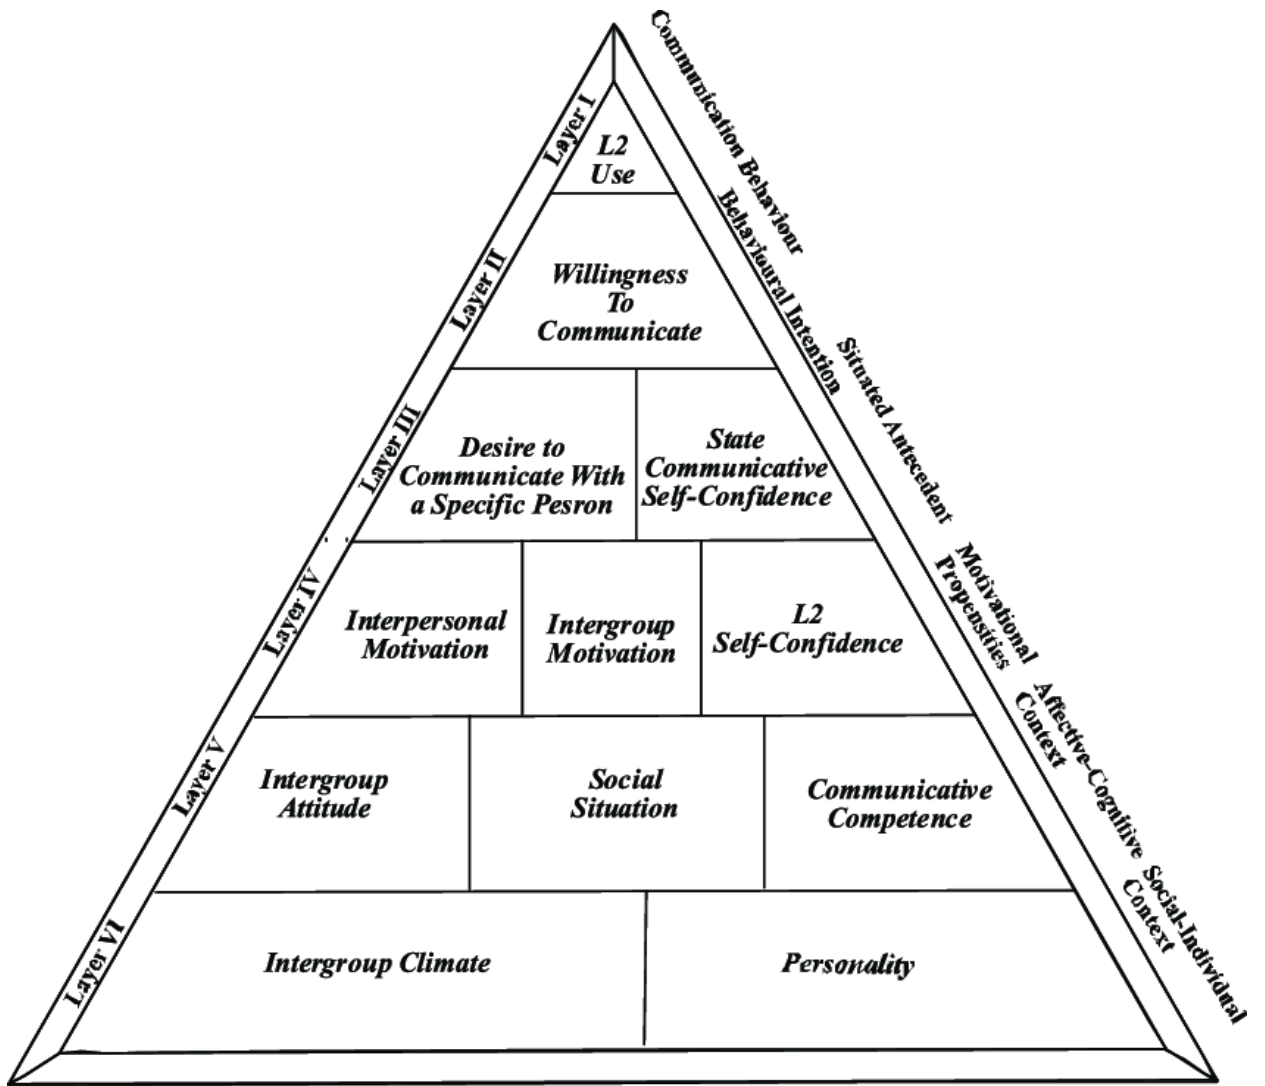 Communication Behaviour
Layer I
L2
Use
Behavioural Intention
Layer II
Willingness
To
Communicate
Situated Antecedent
Layer III
Desire to
Communicate With
a Specific Pesron
State
Communicative
Self-Confidence
Motivational
Propensities
Layer IV
Interpersonal
Motivation
Intergroup
Motivation
L2
Self-Confidence
Affective-Cognitive
Context
Layer V
Intergroup
Attitude
Social
Situation
Communicative
Competence
Social-Individual
Context
Layer VI
Intergroup Climate
Personality